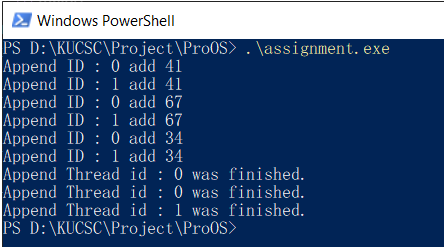 Windows PowerShell
PS D:\KUCSC\Project\ProOS> .\assignment.exe
Append ID : 0 add 41
Append ID : 1 add 41
Append ID : 0 add 67
Append ID : 1 add 67
Append ID : 0 add 34
Append ID : 1 add 34
Append Thread id : 0 was finished.
Append Thread id : 0 was finished.
Append Thread id : 1 was finished.
PS D:\KUCSC\Project\ProOS>